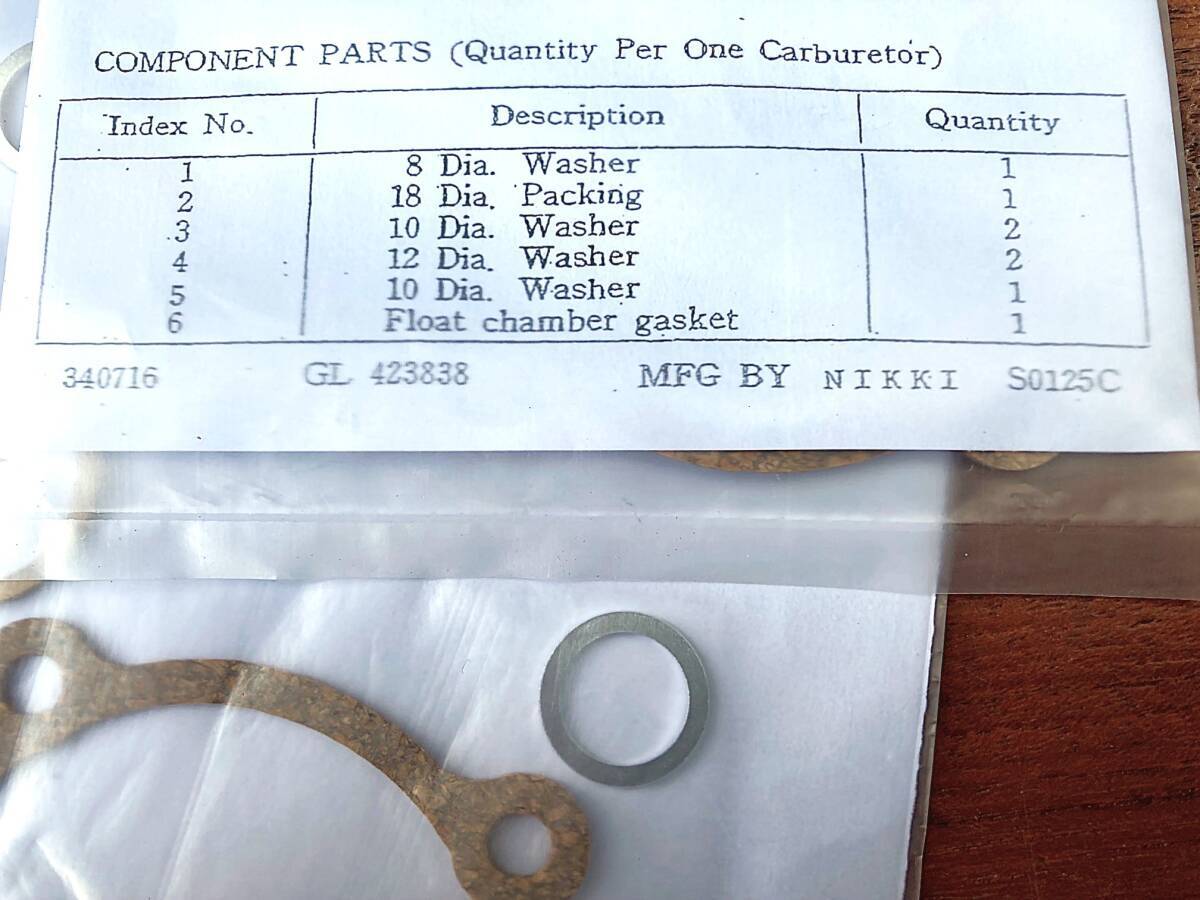 COMPONENT PARTS (Quantity Per One Carburetor)
Index No. Description Quantity
1 8 Dia. Washer 1
2 18 Dia. Packing 1
3 10 Dia. Washer 2
4 12 Dia. Washer 2
5 10 Dia. Washer 1
6 Float chamber gasket 1
340716 GL 423838 MFG BY NIKKI S0125C